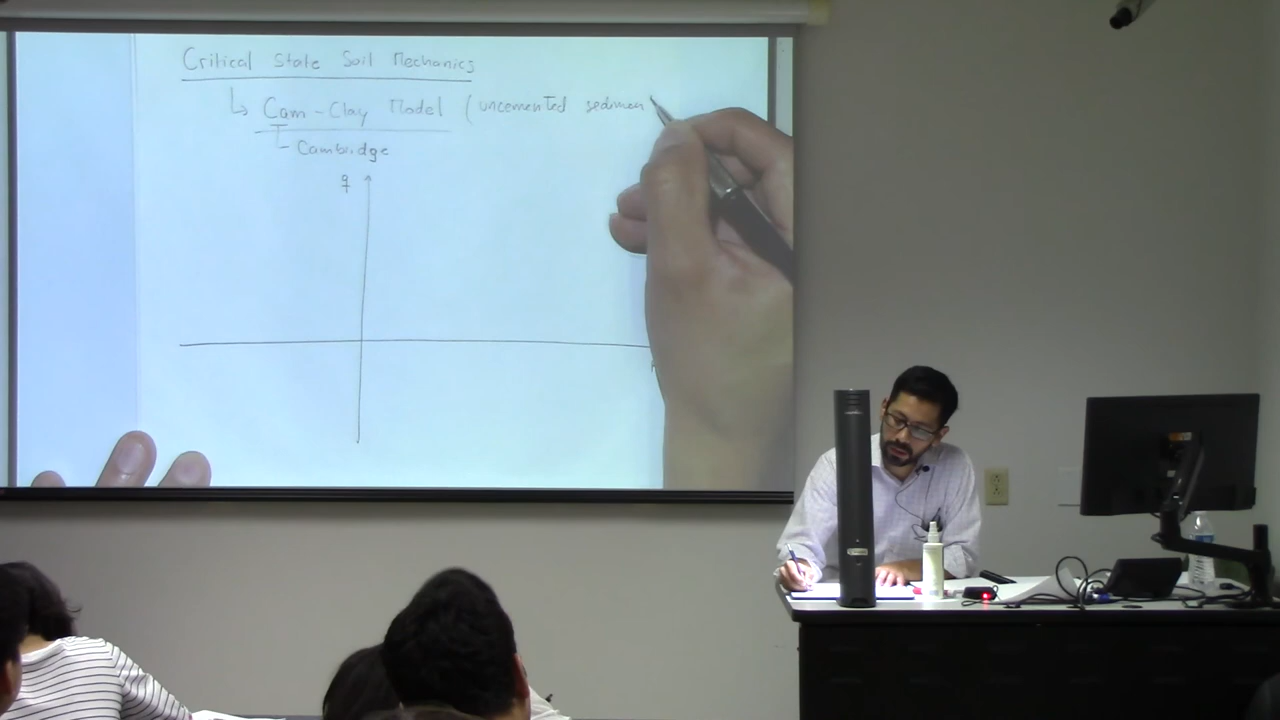 Critical State Soil Mechanics
↳ Cam-Clay Model (uncemented sedimen
Cambridge
q